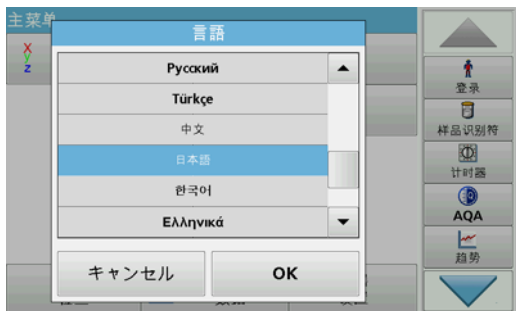 主菜单
言語
X
y
z
Русский
Türkçe
中文
日本語
한국어
Ελληνικά
キャンセル
OK
登录
样品识别符
计时器
AQA
趋势